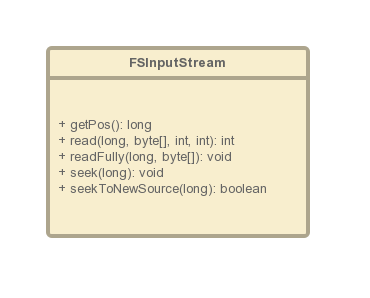 FSInputStream
+ getPos(): long
+ read(long, byte[], int, int): int
+ readFully(long, byte[]): void
+ seek(long): void
+ seekToNewSource(long): boolean